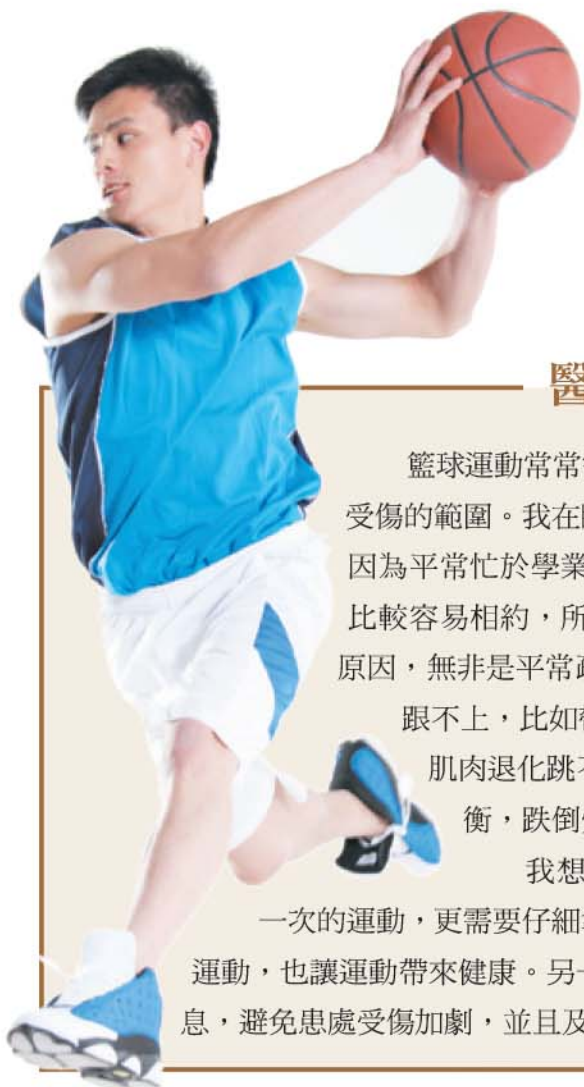 醫
籃球運動常常
受傷的範圍。我在
因為平常忙於學業
比較容易相約,所
原因,無非是平常
跟不上,比如
肌肉退化跳
衡,跌倒
我想
一次的運動,更需要仔細
運動,也讓運動帶來健康。另
息,避免患處受傷加劇,並且及